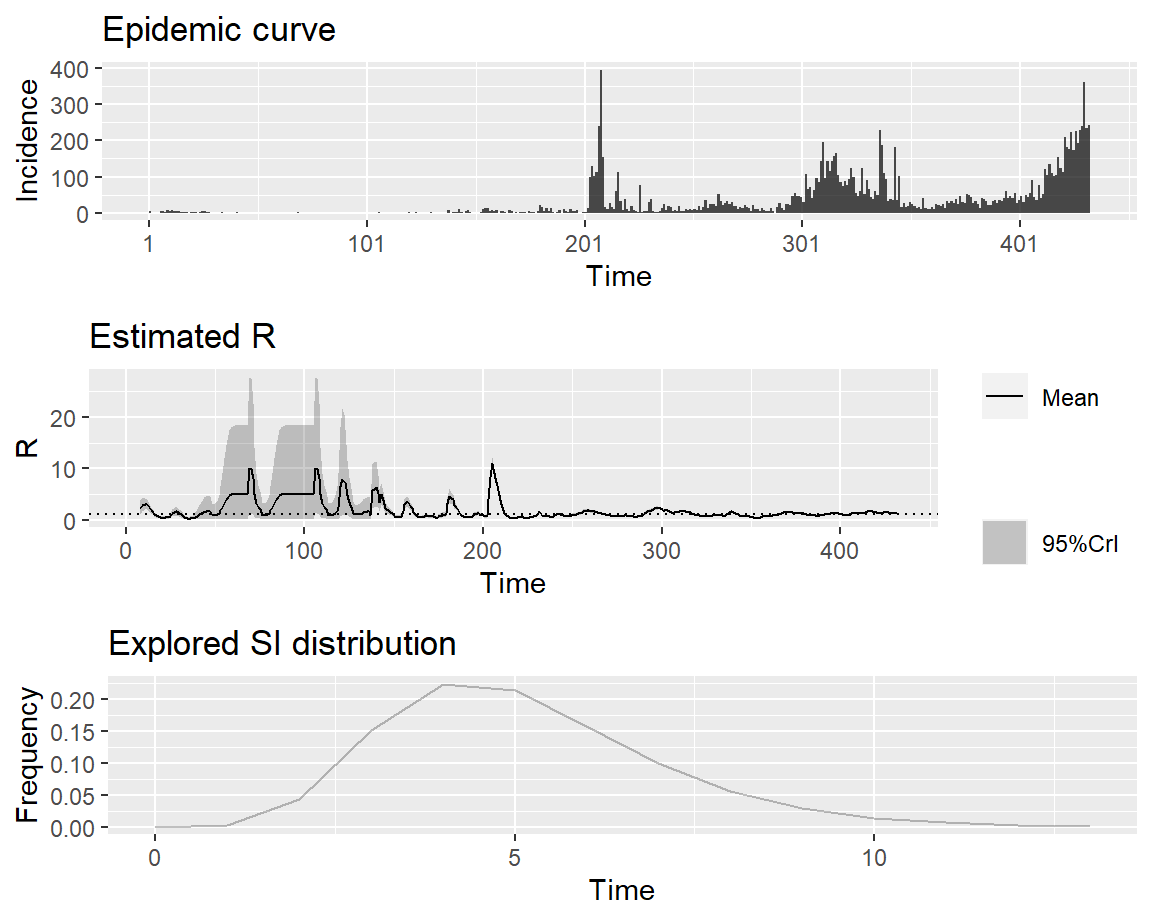 Epidemic curve
400
300
200
100
0
Incidence
1 101 201 301 401
Time
Estimated R
20
10
0
R
0 100 200 300 400
Time
Mean
95%CrI
Explored SI distribution
0.20
0.15
0.10
0.05
0.00
Frequency
0 5 10
Time